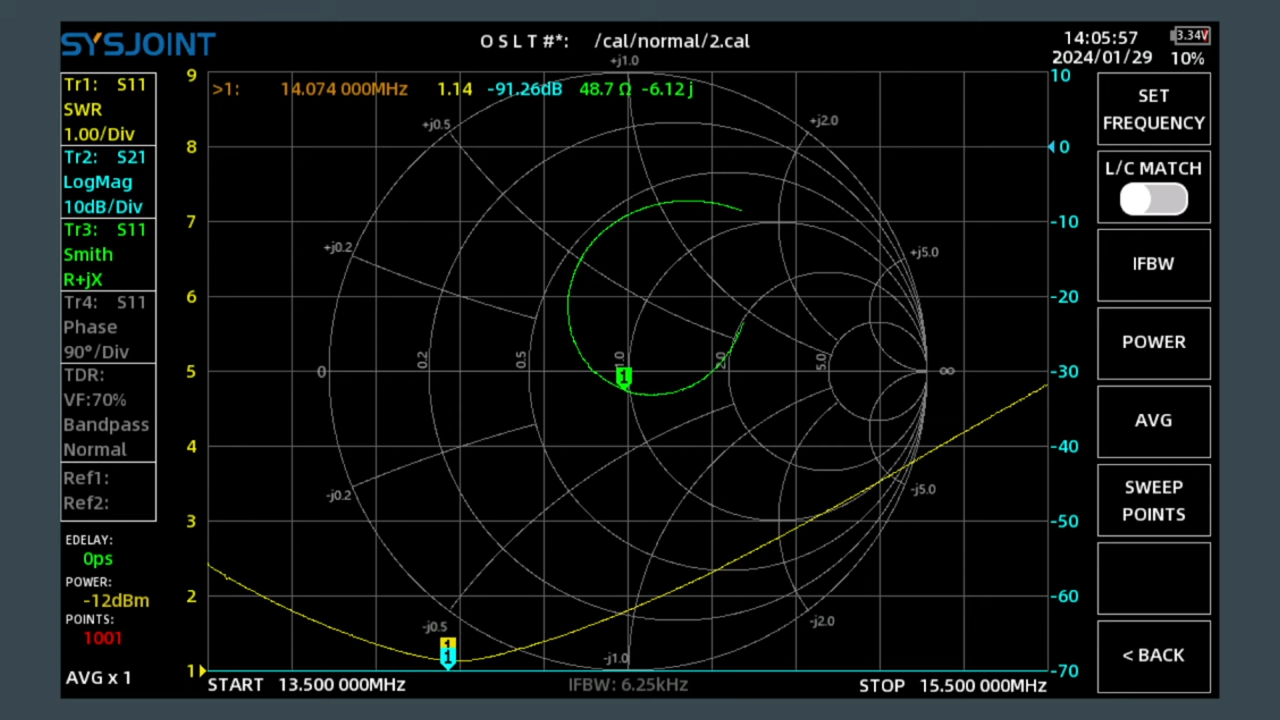 SYSJOINT
O S L T #*: /cal/normal/2.cal
14:05:57
2024/01/29
3.34V
10%
Tr1: S11
SWR
1.00/Div
Tr2: S21
LogMag
10dB/Div
Tr3: S11
Smith
R+jX
Tr4: S11
Phase
90°/Div
TDR:
VF:70%
Bandpass
Normal
Ref1:
Ref2:
EDELAY:
0ps
POWER:
-12dBm
POINTS:
1001
AVG x 1
>1: 14.074 000MHz 1.14 -91.26dB 48.7 Ω -6.12 j
9
8
7
6
5
4
3
2
1
+j1.0
+j0.5
+j2.0
+j0.2
+j5.0
0
0.2
0.5
1.0
2.0
5.0
∞
1
-j0.2
-j5.0
-j0.5
-j2.0
-j1.0
1
1
10
0
-10
-20
-30
-40
-50
-60
-70
START 13.500 000MHz
IFBW: 6.25kHz
STOP 15.500 000MHz
SET
FREQUENCY
L/C MATCH
IFBW
POWER
AVG
SWEEP
POINTS
< BACK